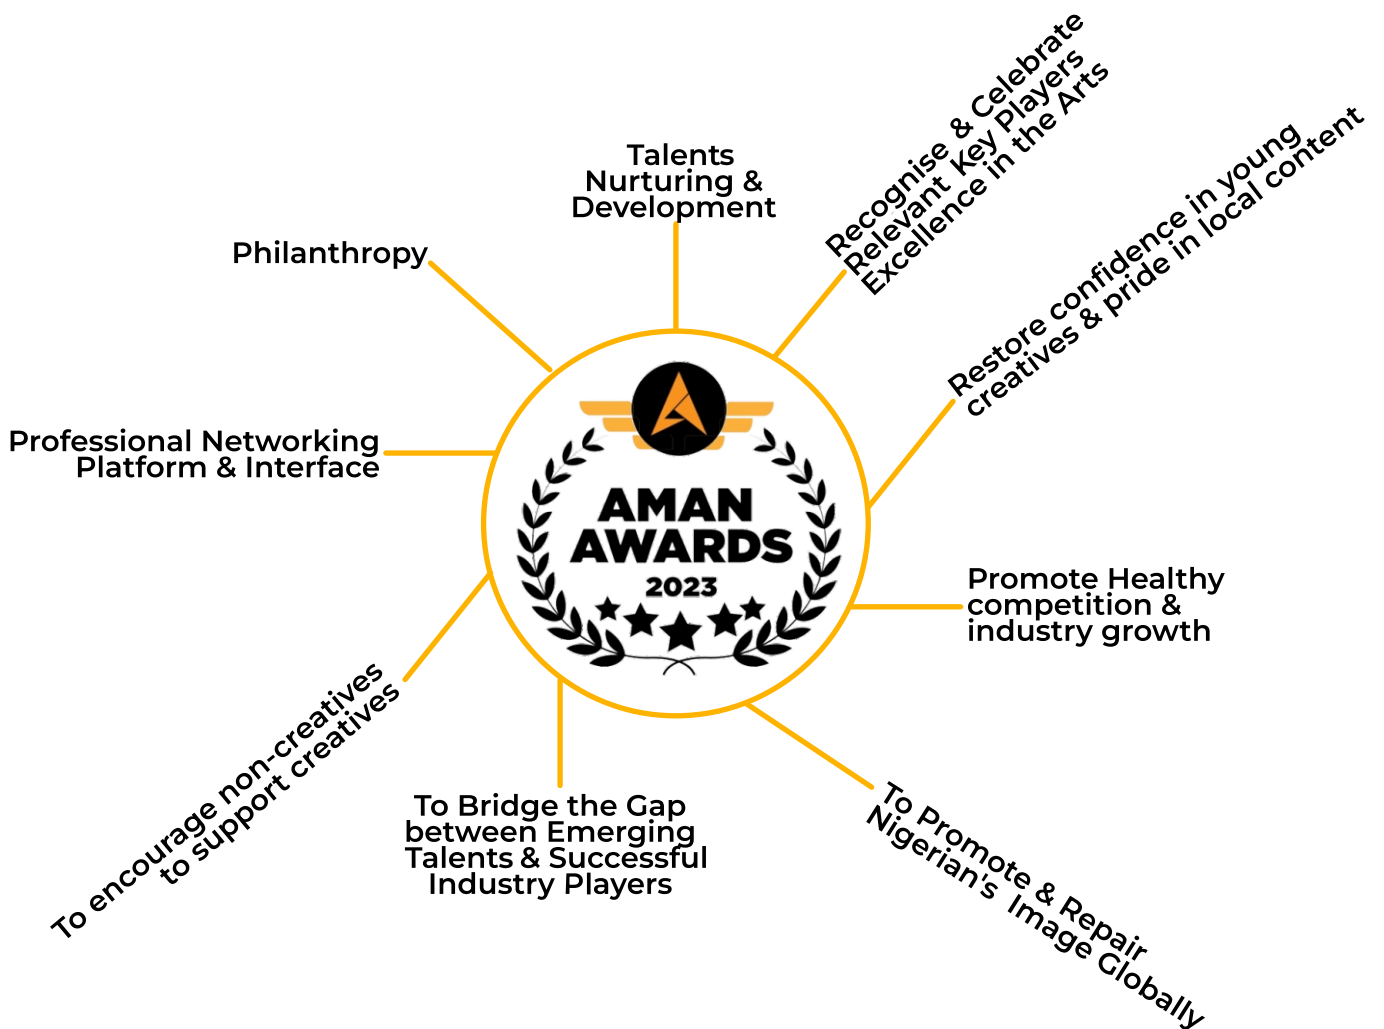 Talents
Nurturing &
Development
Recognise & Celebrate
Relevant Key Players
Excellence in the Arts
Restore confidence in young
creatives & pride in local content
Philanthropy
Professional Networking
Platform & Interface
AMAN
AWARDS
2023
Promote Healthy
competition &
industry growth
To encourage non-creatives
to support creatives
To Bridge the Gap
between Emerging
Talents & Successful
Industry Players
To Promote & Repair
Nigerian's Image Globally